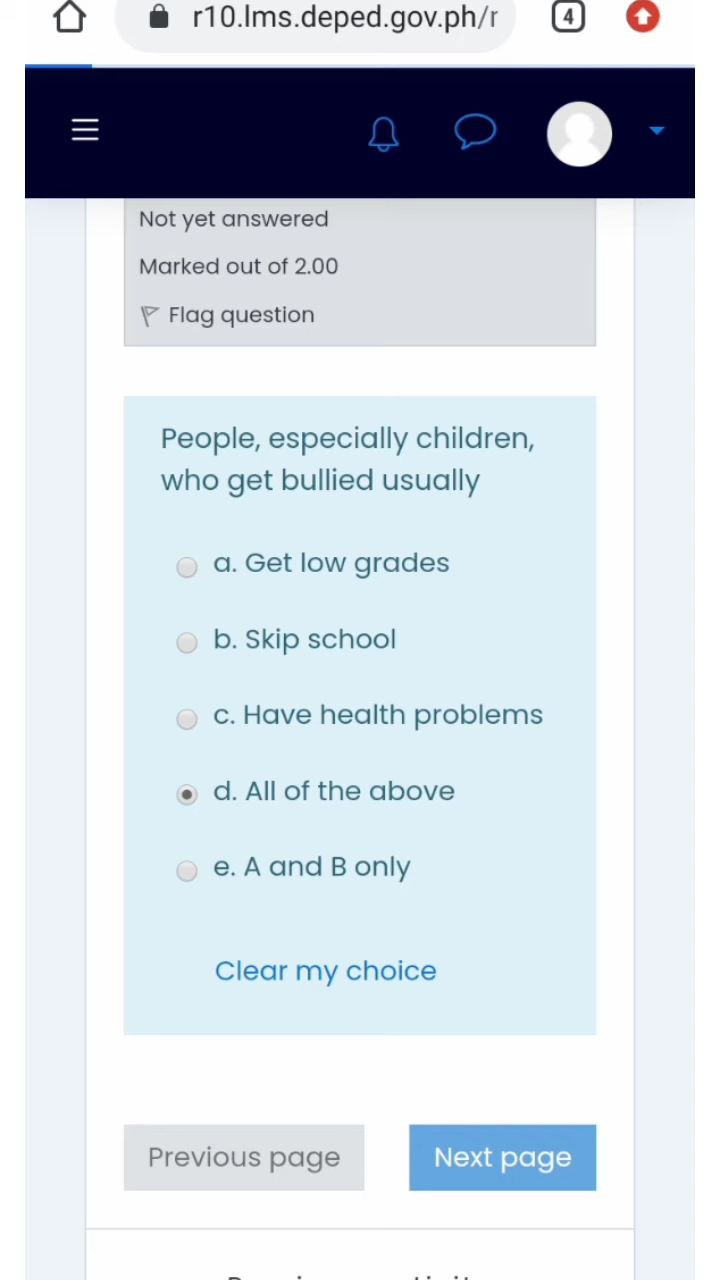 r10.lms.deped.gov.ph/r
4
Not yet answered
Marked out of 2.00
Flag question
People, especially children,
who get bullied usually
a. Get low grades
b. Skip school
c. Have health problems
d. All of the above
e. A and B only
Clear my choice
Previous page
Next page